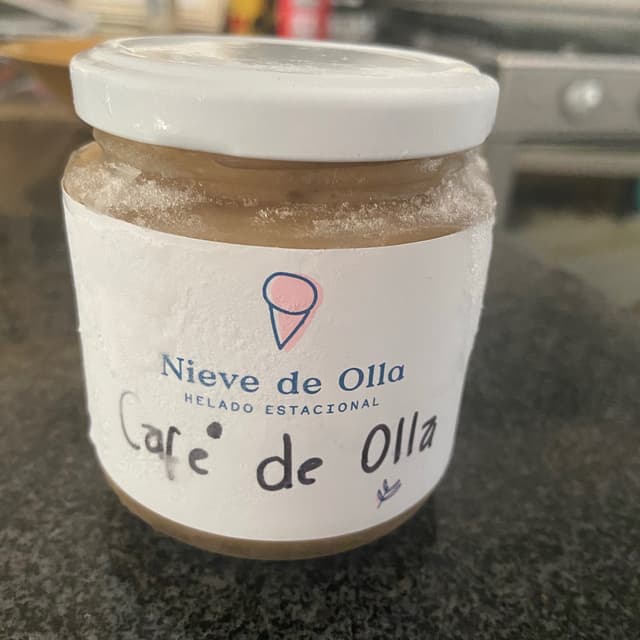 Nieve de Olla
HELADO ESTACIONAL
Café de Olla